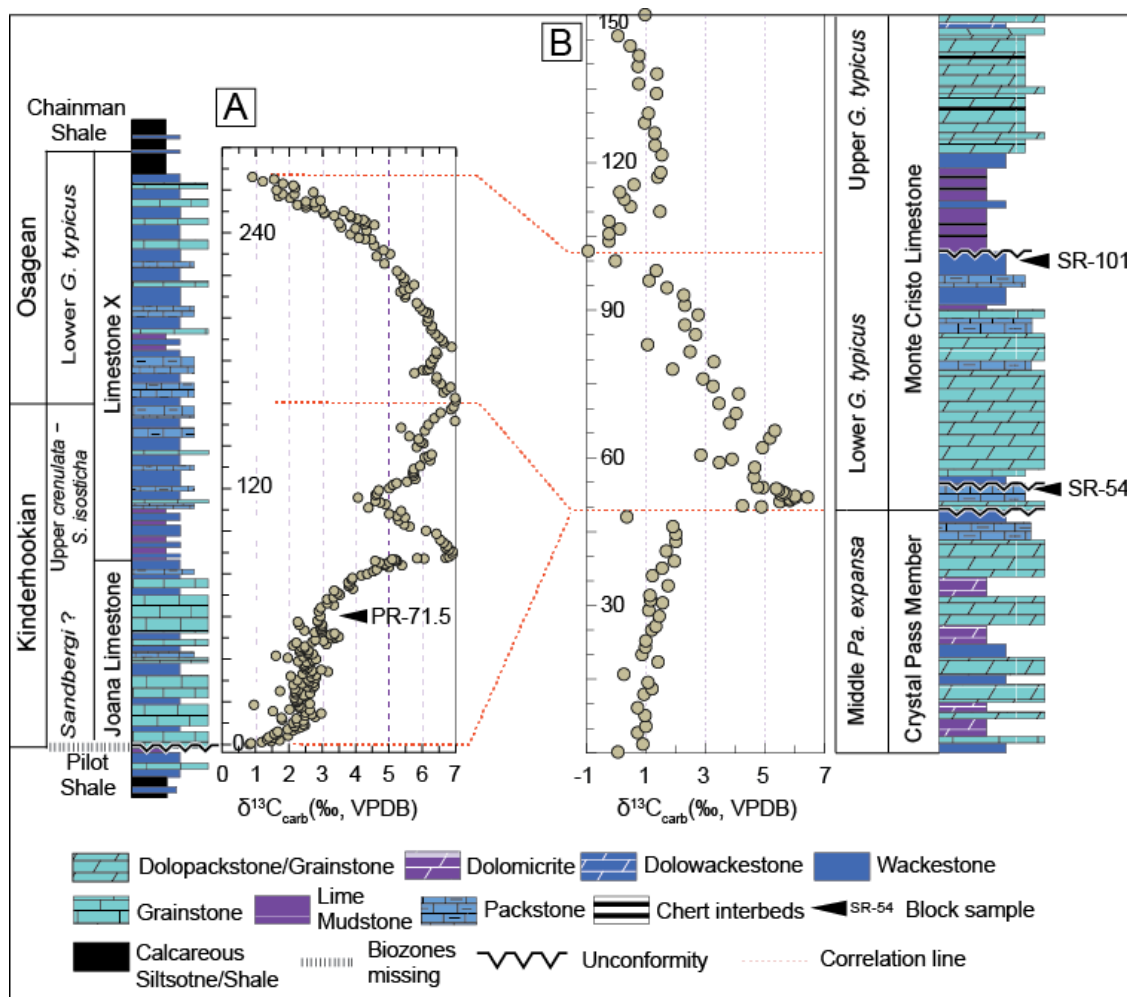 A
B
Chainman
Shale
Osagean
Kinderhookian
Lower G. typicus
Upper crenulata –
S. isosticha
Sandbergi ?
Limestone X
Joana Limestone
Pilot
Shale
240
120
0
PR-71.5
0 1 2 3 4 5 6 7
δ¹³Ccarb(‰, VPDB)
150
120
90
60
30
-1 1 3 5 7
δ¹³Ccarb(‰, VPDB)
Upper G. typicus
Lower G. typicus
Middle Pa. expansa
Monte Cristo Limestone
Crystal Pass Member
SR-101
SR-54
Dolopackstone/Grainstone
Dolomicrite
Dolowackestone
Wackestone
Grainstone
Lime
Mudstone
Packstone
Chert interbeds
SR-54 Block sample
Calcareous
Siltsotne/Shale
Biozones
missing
Unconformity
Correlation line